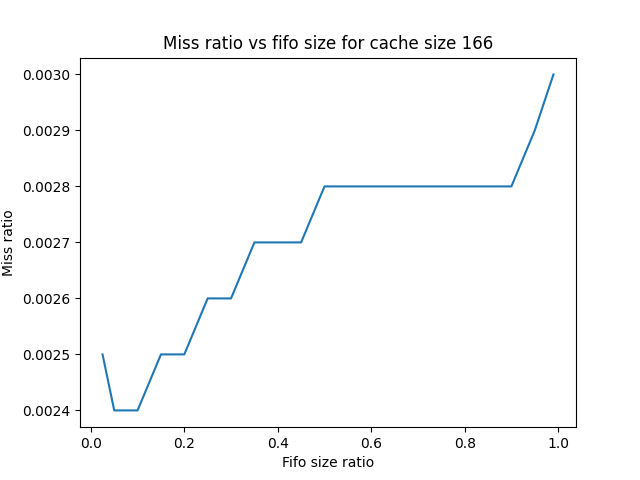 Miss ratio vs fifo size for cache size 166
0.0030
0.0029
0.0028
0.0027
0.0026
0.0025
0.0024
Miss ratio
0.0 0.2 0.4 0.6 0.8 1.0
Fifo size ratio